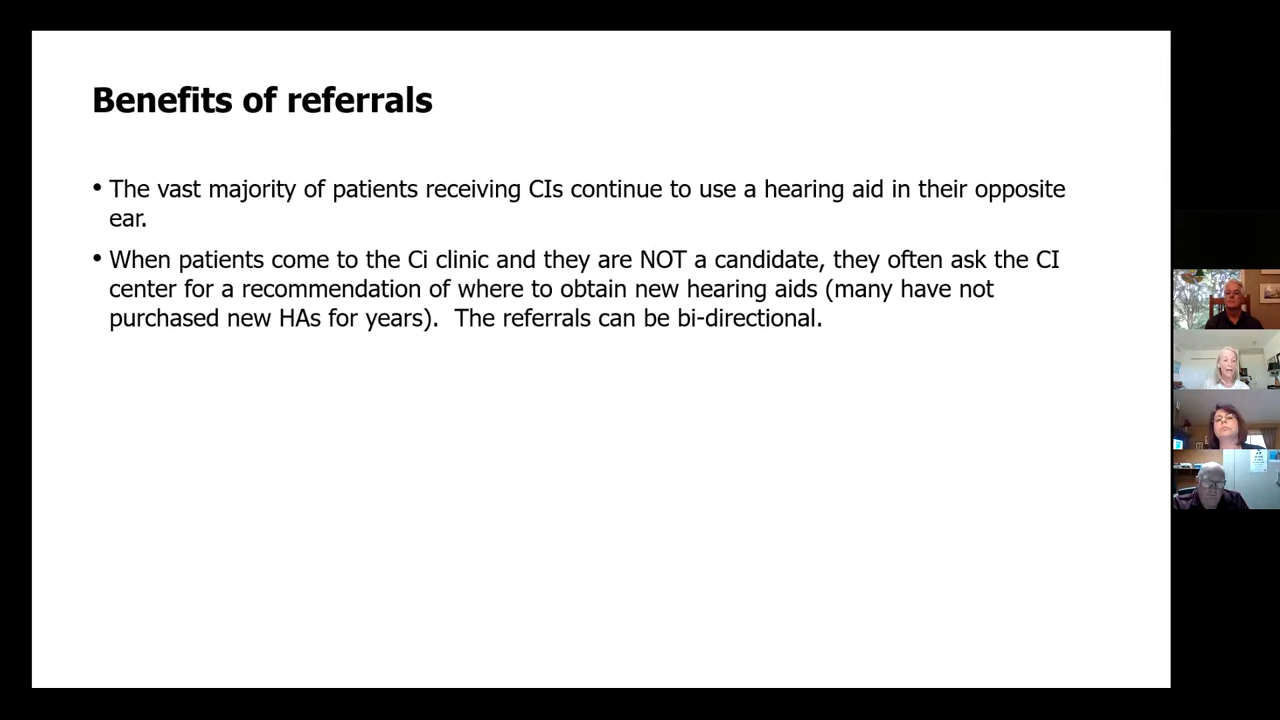 Benefits of referrals
• The vast majority of patients receiving CIs continue to use a hearing aid in their opposite
ear.
• When patients come to the Ci clinic and they are NOT a candidate, they often ask the CI
center for a recommendation of where to obtain new hearing aids (many have not
purchased new HAs for years).  The referrals can be bi-directional.